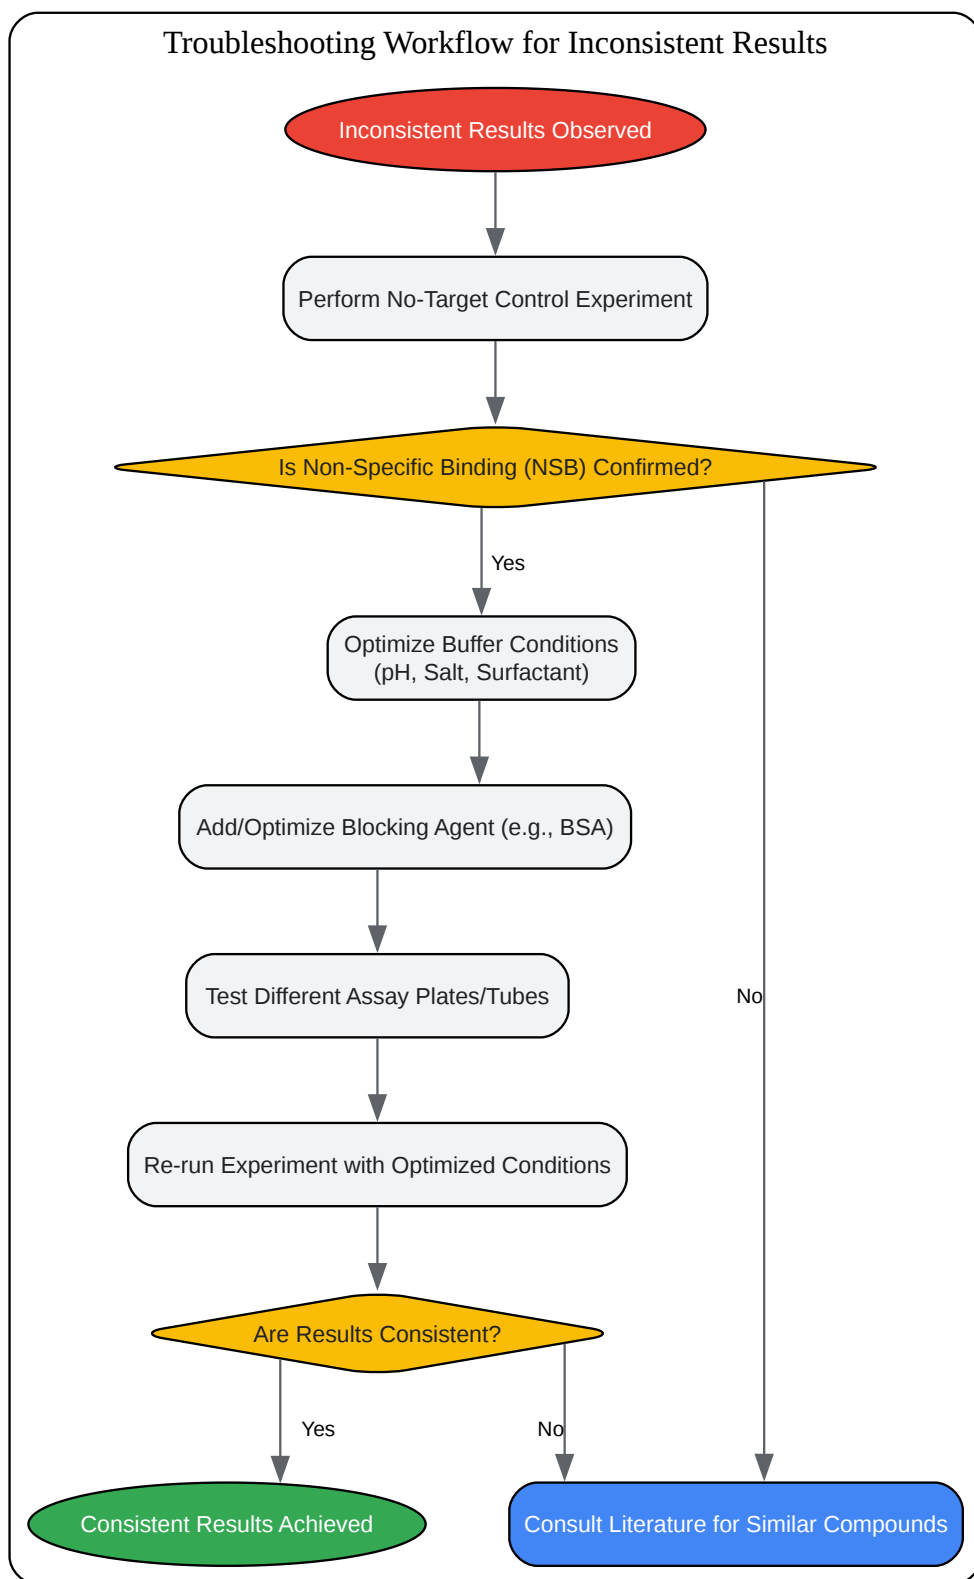 Troubleshooting Workflow for Inconsistent Results
Inconsistent Results Observed
Perform No-Target Control Experiment
Is Non-Specific Binding (NSB) Confirmed?
Yes
Optimize Buffer Conditions
(pH, Salt, Surfactant)
Add/Optimize Blocking Agent (e.g., BSA)
Test Different Assay Plates/Tubes
No
Re-run Experiment with Optimized Conditions
Are Results Consistent?
Yes
No
Consistent Results Achieved
Consult Literature for Similar Compounds